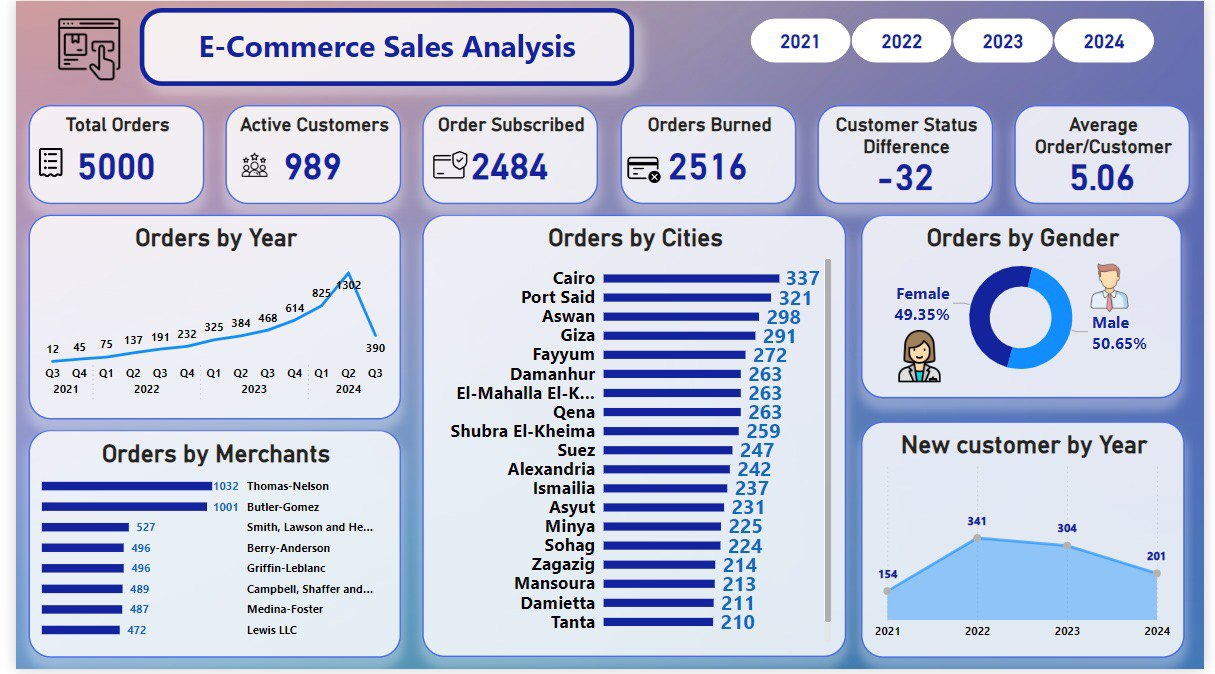 E-Commerce Sales Analysis
2021
2022
2023
2024
Total Orders
5000
Active Customers
989
Order Subscribed
2484
Orders Burned
2516
Customer Status
Difference
-32
Average
Order/Customer
5.06
Orders by Year
12 45 75 137 191 232 325 384 468 614 825 1302 390
Q3 Q4 Q1 Q2 Q3 Q4 Q1 Q2 Q3 Q4 Q1 Q2 Q3
2021 2022 2023 2024
Orders by Merchants
1032 Thomas-Nelson
1001 Butler-Gomez
527 Smith, Lawson and He...
496 Berry-Anderson
496 Griffin-Leblanc
489 Campbell, Shaffer and...
487 Medina-Foster
472 Lewis LLC
Orders by Cities
Cairo 337
Port Said 321
Aswan 298
Giza 291
Fayyum 272
Damanhur 263
El-Mahalla El-K... 263
Qena 263
Shubra El-Kheima 259
Suez 247
Alexandria 242
Ismailia 237
Asyut 231
Minya 225
Sohag 224
Zagazig 214
Mansoura 213
Damietta 211
Tanta 210
Orders by Gender
Female
49.35%
Male
50.65%
New customer by Year
154 341 304 201
2021 2022 2023 2024